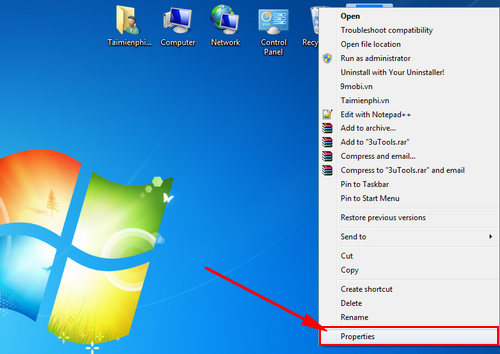 Taimienphi...
Computer
Network
Control
Panel
Recy
Open
Troubleshoot compatibility
Open file location
Run as administrator
Uninstall with Your Uninstaller!
9mobi.vn
Taimienphi.vn
Edit with Notepad++
Add to archive...
Add to "3uTools.rar"
Compress and email...
Compress to "3uTools.rar" and email
Pin to Taskbar
Pin to Start Menu
Restore previous versions
Send to
Cut
Copy
Create shortcut
Delete
Rename
Properties